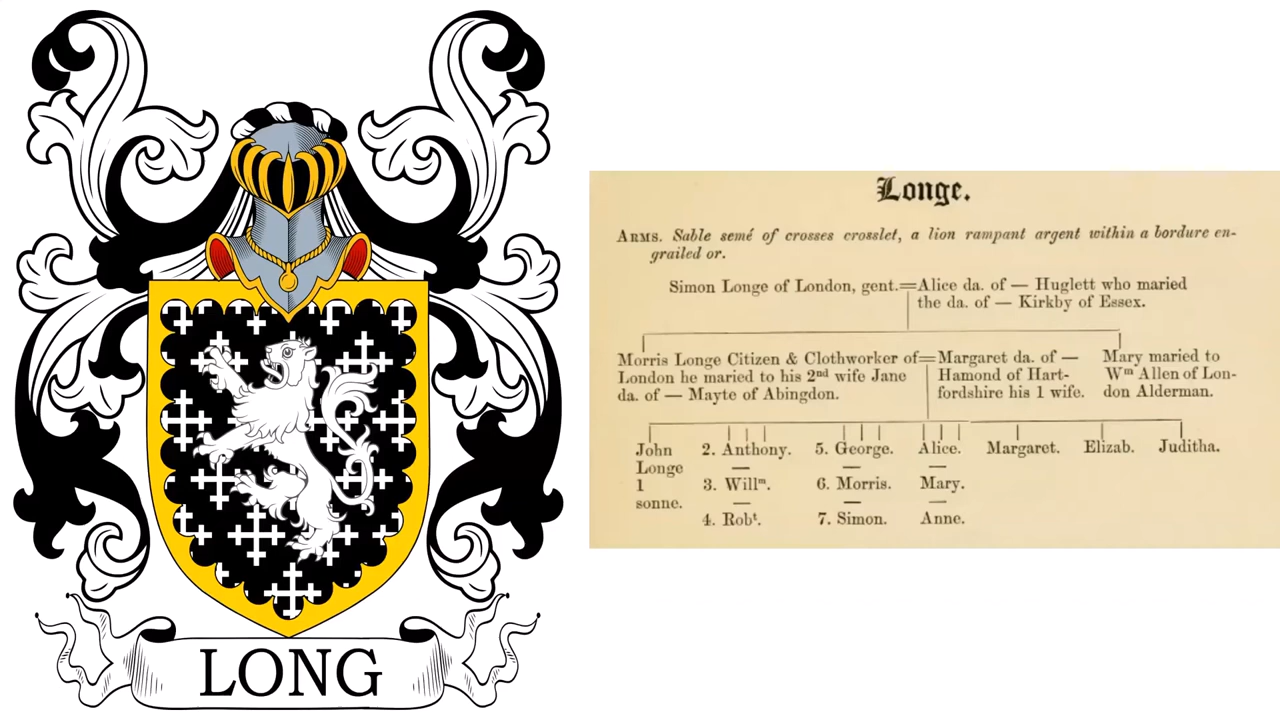 LONG
Longe.
ARMS. Sable semé of crosses crosslet, a lion rampant argent within a bordure en-
grailed or.
Simon Longe of London, gent.=Alice da. of — Huglett who maried
the da. of — Kirkby of Essex.
Morris Longe Citizen & Clothworker of=Margaret da. of —
London he maried to his 2nd wife Jane
da. of — Mayte of Abingdon.
Hamond of Hart-
fordshire his 1 wife.
Mary maried to
Wm Allen of Lon-
don Alderman.
John
Longe
1
sonne.
2. Anthony.
—
3. Willm.
—
4. Robt.
5. George.
—
6. Morris.
—
7. Simon.
Alice.
—
Mary.
—
Anne.
Margaret.
Elizab.
Juditha.